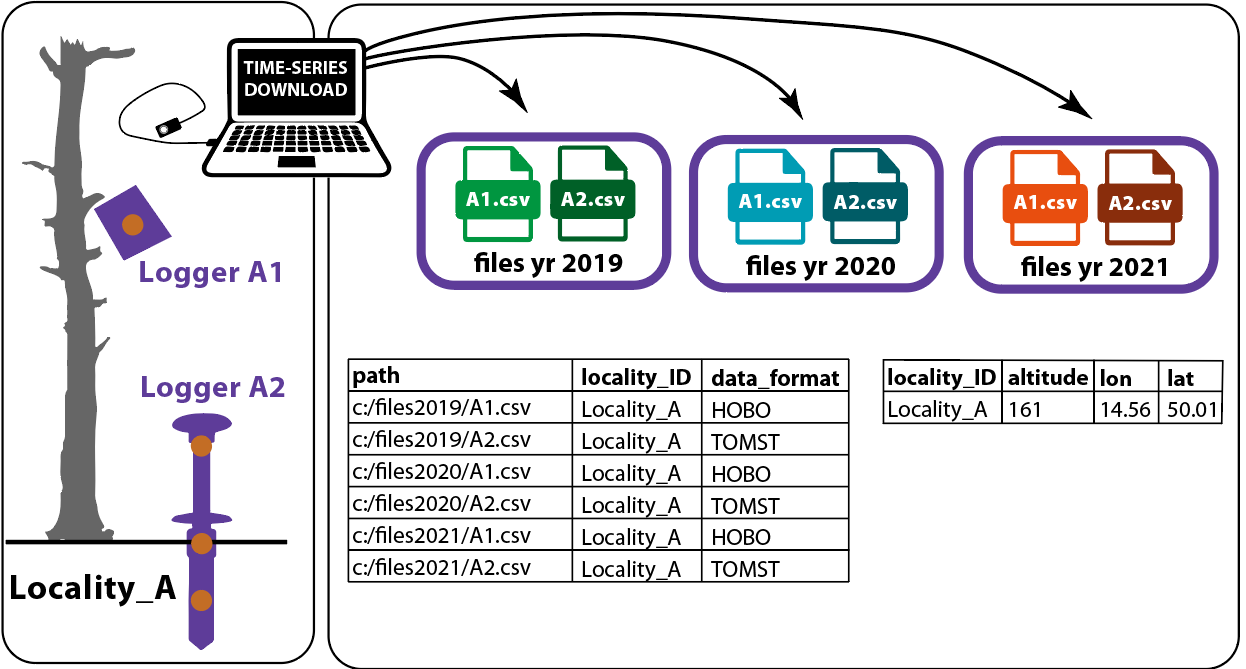 TIME-SERIES
DOWNLOAD
Logger A1
Logger A2
Locality_A
A1.csv A2.csv
files yr 2019
A1.csv A2.csv
files yr 2020
A1.csv A2.csv
files yr 2021
path locality_ID data_format
c:/files2019/A1.csv Locality_A HOBO
c:/files2019/A2.csv Locality_A TOMST
c:/files2020/A1.csv Locality_A HOBO
c:/files2020/A2.csv Locality_A TOMST
c:/files2021/A1.csv Locality_A HOBO
c:/files2021/A2.csv Locality_A TOMST
locality_ID altitude lon lat
Locality_A 161 14.56 50.01